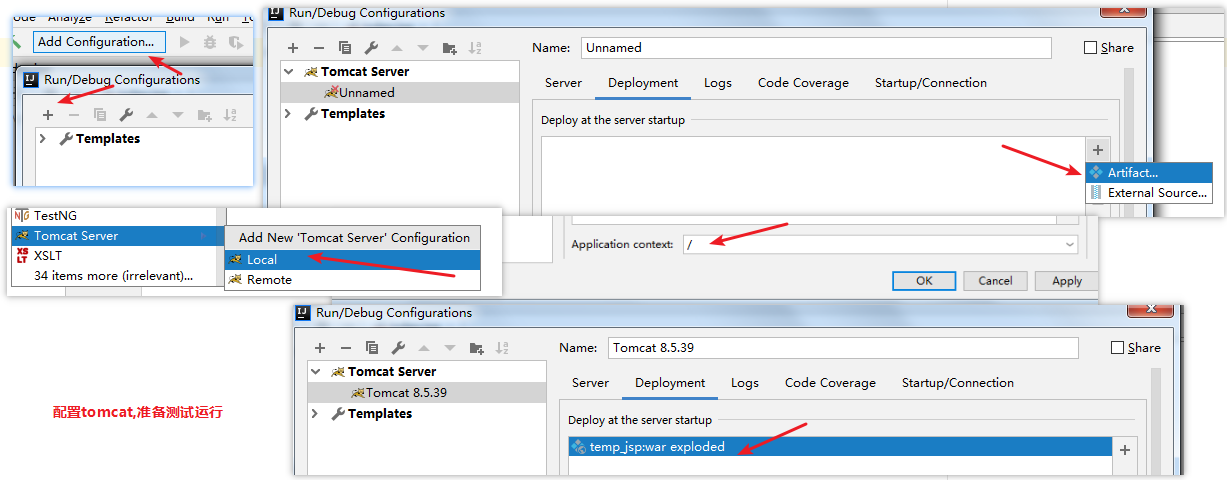 ode Analyze Refactor Build Run
Add Configuration...
Run/Debug Configurations
Templates
Run/Debug Configurations
Name: Unnamed
Share
Tomcat Server
Unnamed
Templates
Server Deployment Logs Code Coverage Startup/Connection
Deploy at the server startup
Artifact...
External Source...
TestNG
Tomcat Server
XSLT
34 items more (irrelevant)...
Add New 'Tomcat Server' Configuration
Local
Remote
Application context: /
OK Cancel Apply
Run/Debug Configurations
Name: Tomcat 8.5.39
Share
Tomcat Server
Tomcat 8.5.39
Templates
Server Deployment Logs Code Coverage Startup/Connection
Deploy at the server startup
temp_jsp:war exploded
配置tomcat,准备测试运行